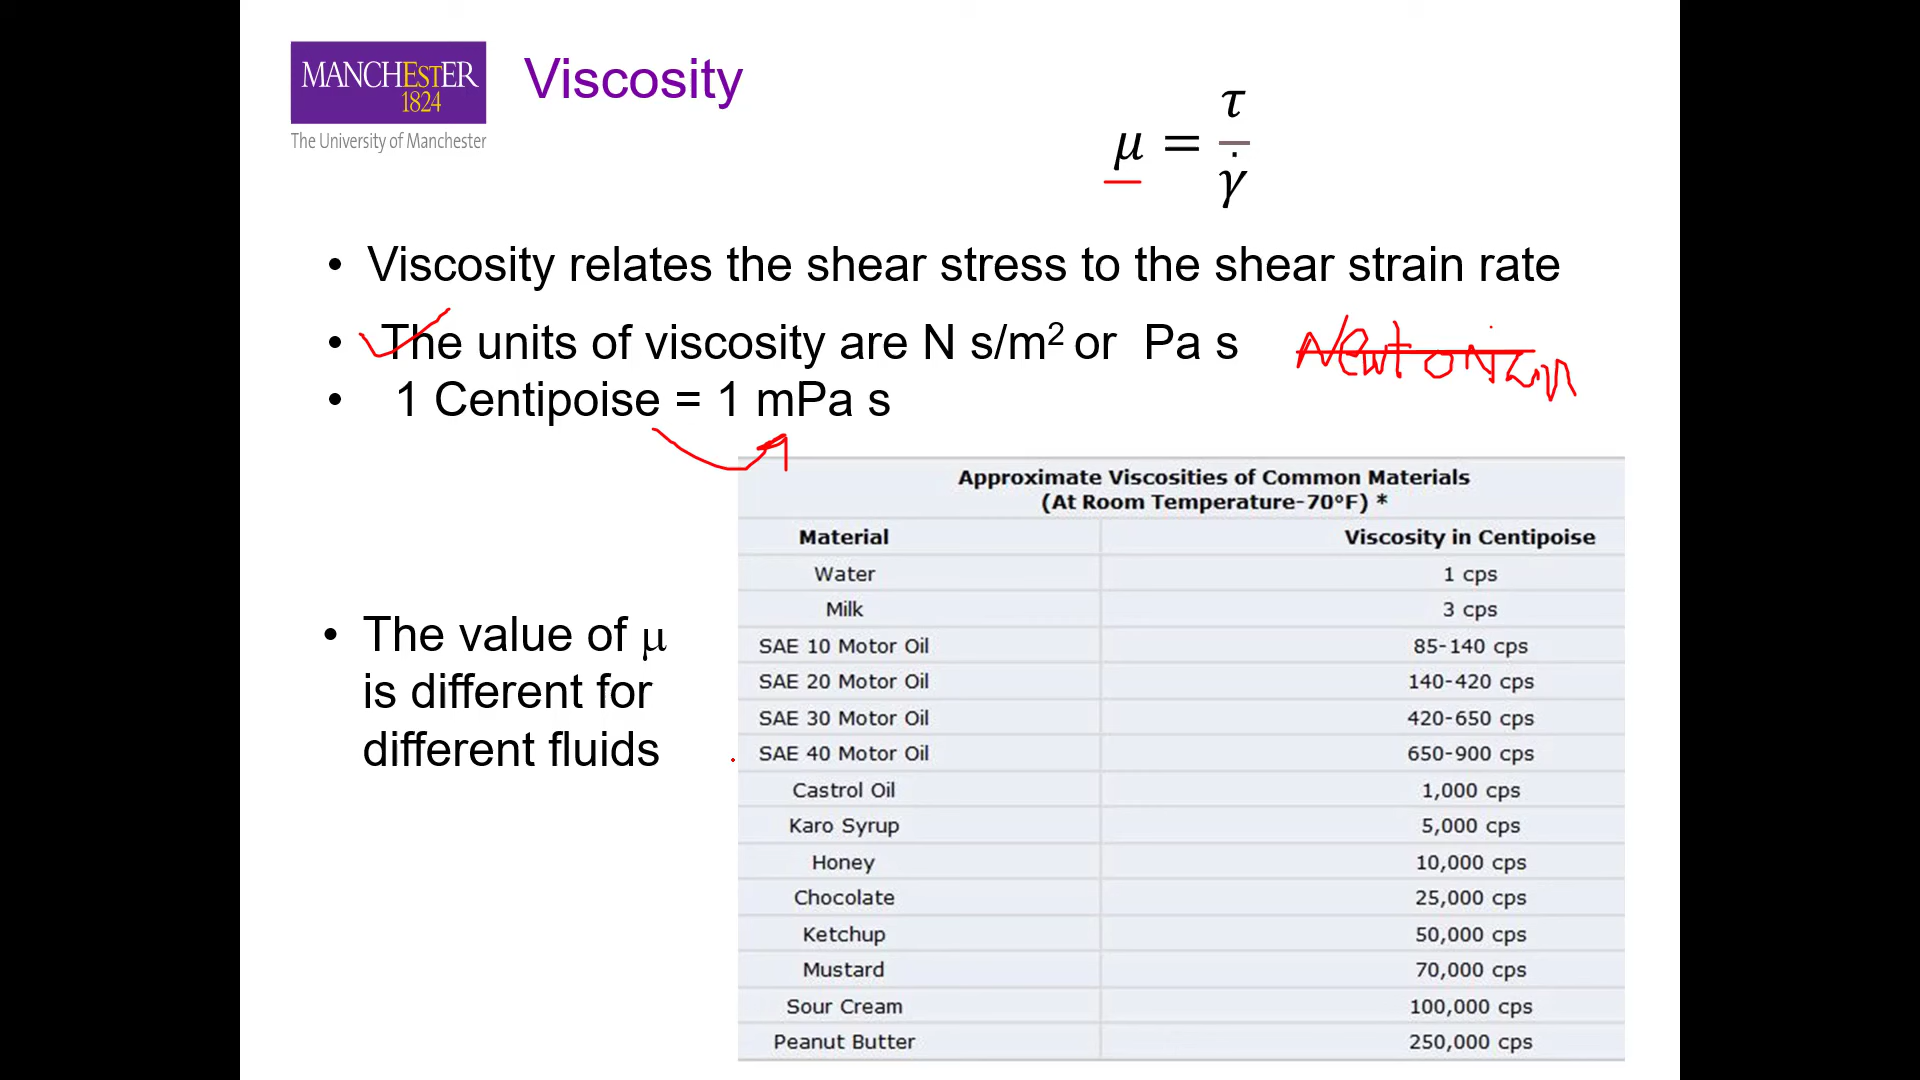 MANCHESTER
1824
The University of Manchester
Viscosity
μ = τ / γ̇
• Viscosity relates the shear stress to the shear strain rate
• The units of viscosity are N s/m² or Pa s
Newtonian
• 1 Centipoise = 1 mPa s
• The value of μ
is different for
different fluids
Approximate Viscosities of Common Materials
(At Room Temperature-70°F) *
Material Viscosity in Centipoise
Water 1 cps
Milk 3 cps
SAE 10 Motor Oil 85-140 cps
SAE 20 Motor Oil 140-420 cps
SAE 30 Motor Oil 420-650 cps
SAE 40 Motor Oil 650-900 cps
Castrol Oil 1,000 cps
Karo Syrup 5,000 cps
Honey 10,000 cps
Chocolate 25,000 cps
Ketchup 50,000 cps
Mustard 70,000 cps
Sour Cream 100,000 cps
Peanut Butter 250,000 cps